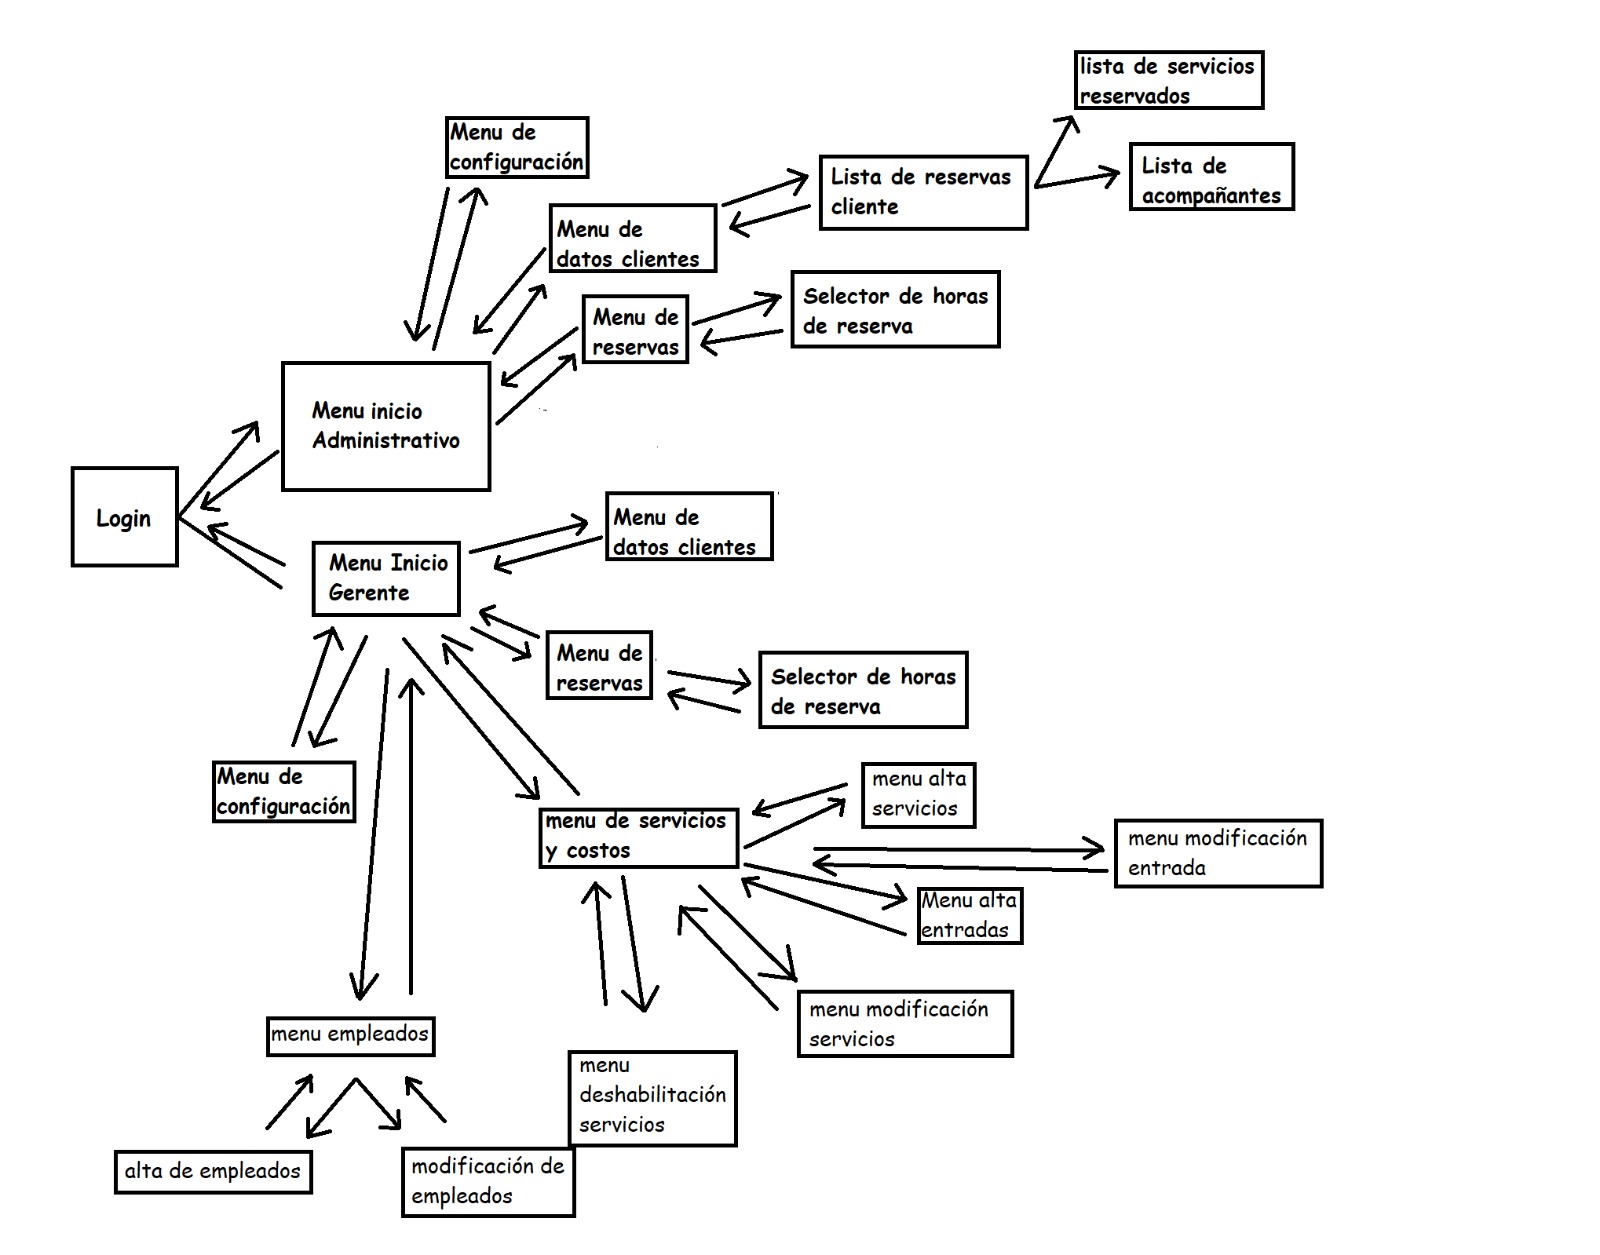 lista de servicios
reservados
Menu de
configuración
Lista de
acompañantes
Lista de reservas
cliente
Menu de
datos clientes
Selector de horas
de reserva
Menu de
reservas
Menu inicio
Administrativo
Login
Menu de
datos clientes
Menu Inicio
Gerente
Menu de
reservas
Selector de horas
de reserva
Menu de
configuración
menu alta
servicios
menu de servicios
y costos
menu modificación
entrada
Menu alta
entradas
menu modificación
servicios
menu empleados
menu
deshabilitación
servicios
alta de empleados
modificación de
empleados